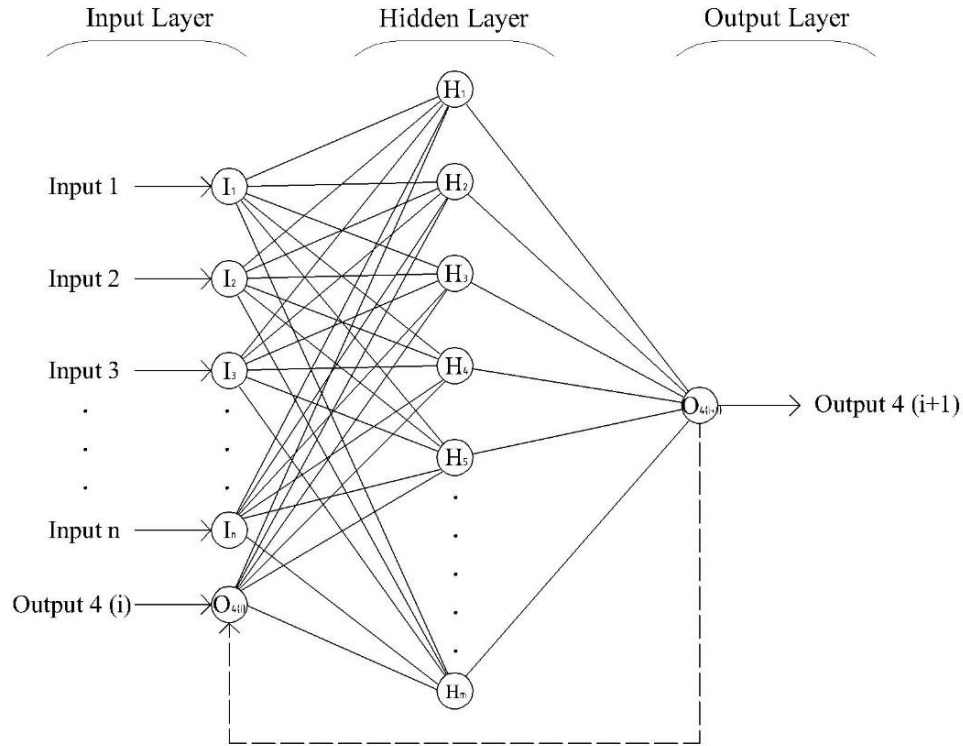 Input Layer
Hidden Layer
Output Layer
H₁
Input 1
I₁
H₂
Input 2
I₂
H₃
Input 3
I₃
H₄
O₄₍ᵢ₊₁₎
Output 4 (i+1)
H₅
Input n
Iₙ
Output 4 (i)
O₄₍ᵢ₎
Hₘ